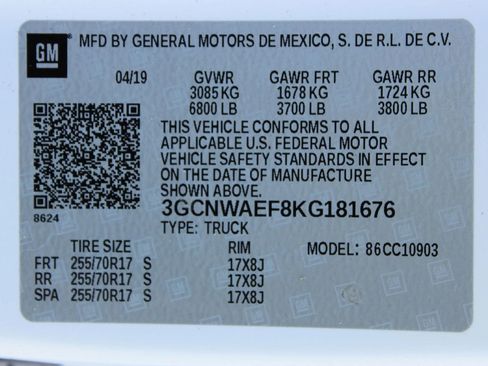 GM MFD BY GENERAL MOTORS DE MEXICO, S. DE R.L. DE C.V.
04/19 GVWR GAWR FRT GAWR RR
3085 KG 1678 KG 1724 KG
6800 LB 3700 LB 3800 LB
THIS VEHICLE CONFORMS TO ALL
APPLICABLE U.S. FEDERAL MOTOR
VEHICLE SAFETY STANDARDS IN EFFECT
ON THE DATE OF MANUFACTURE
SHOWN ABOVE.
8624
3GCNWAEF8KG181676
TYPE: TRUCK
TIRE SIZE RIM MODEL: 86CC10903
FRT 255/70R17 S 17X8J
RR 255/70R17 S 17X8J
SPA 255/70R17 S 17X8J